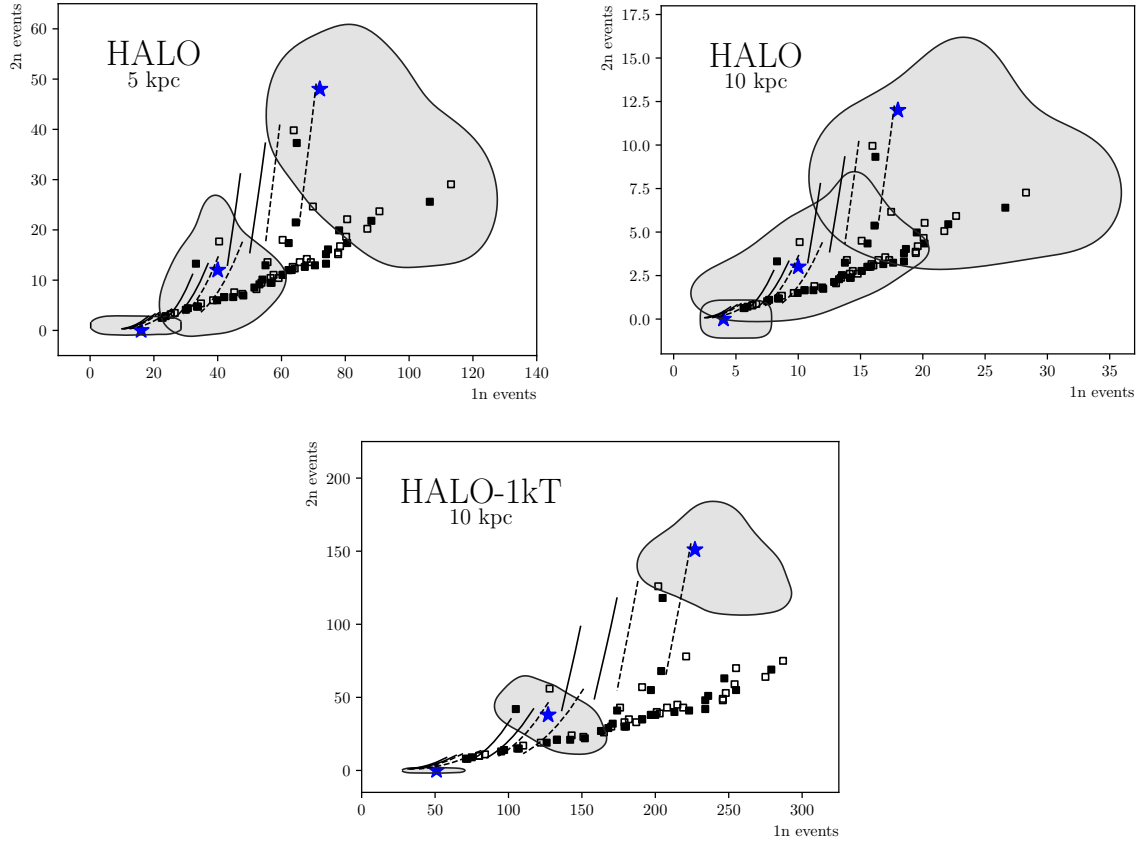 60
50
40
30
20
10
0
2n events
HALO
5 kpc
0 20 40 60 80 100 120 140
1n events
17.5
15.0
12.5
10.0
7.5
5.0
2.5
0.0
2n events
HALO
10 kpc
0 5 10 15 20 25 30 35
1n events
200
150
100
50
0
2n events
HALO-1kT
10 kpc
0 50 100 150 200 250 300
1n events